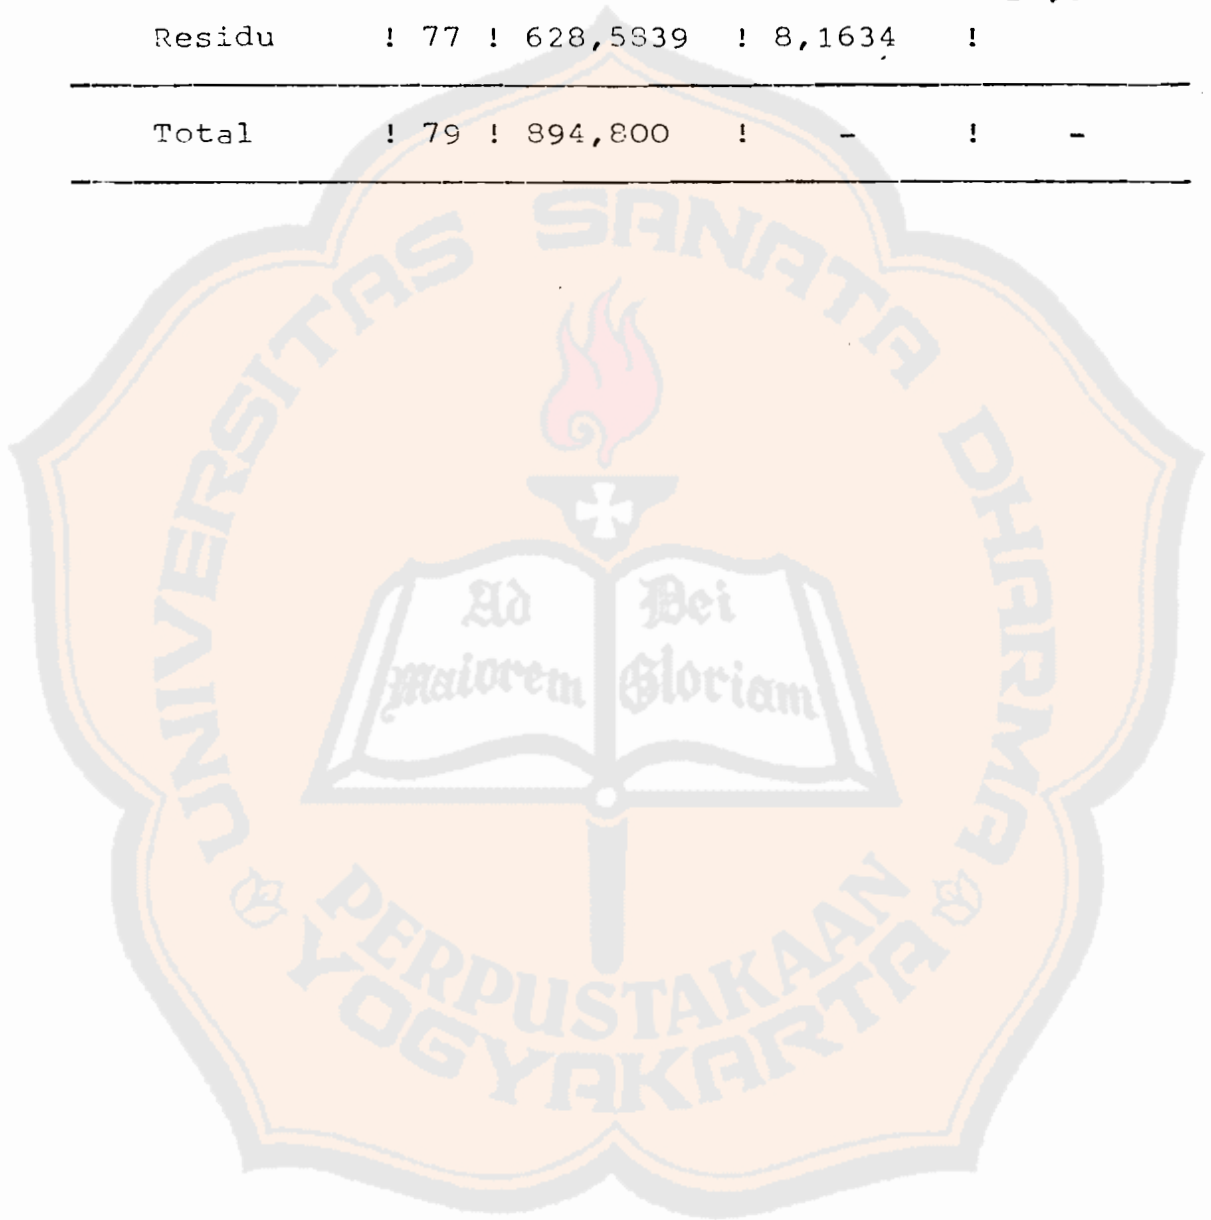 Residu ! 77 ! 628,5839 ! 8,1634 !
Total ! 79 ! 894,800 ! - ! -
UNIVERSITAS SANATA DHARMA
Ad Dei
Maiorem Gloriam
PERPUSTAKAAN
YOGYAKARTA